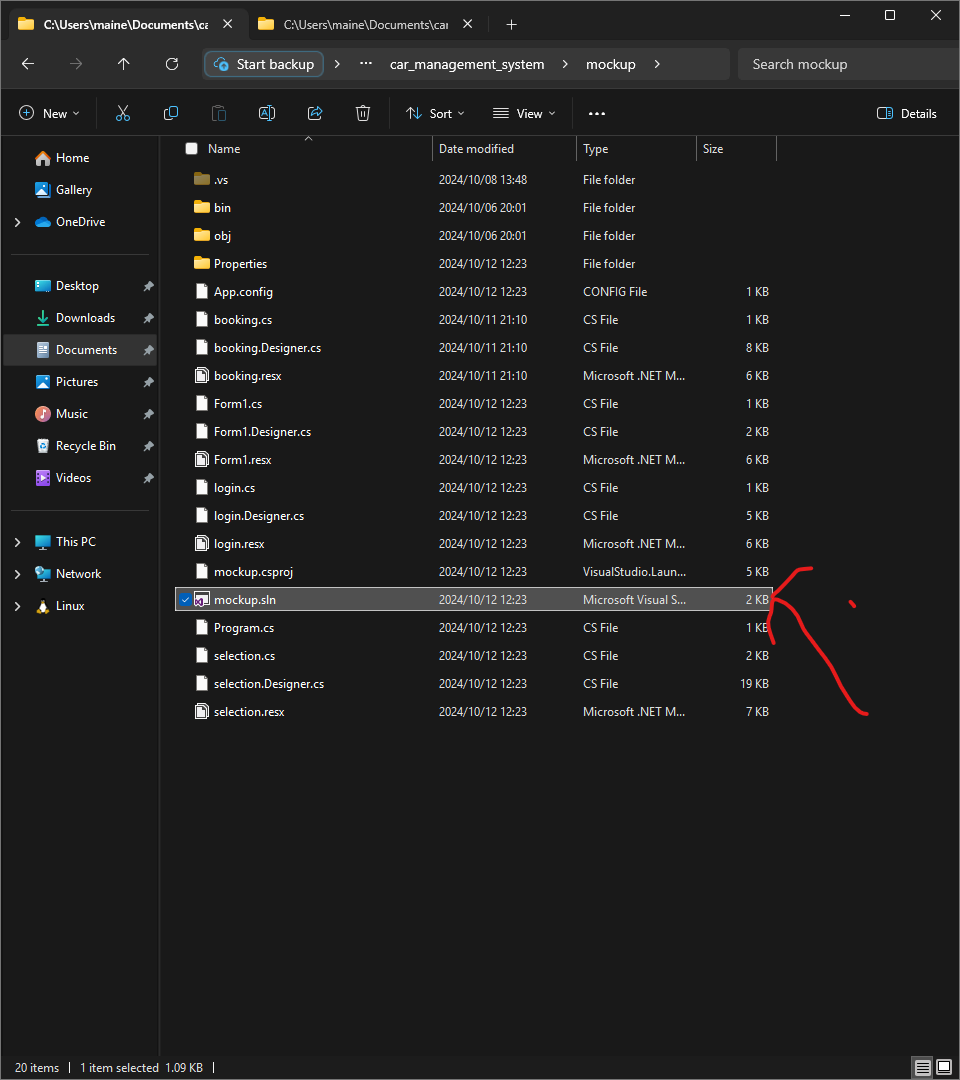 C:\Users\maine\Documents\ca
C:\Users\maine\Documents\car
Start backup
car_management_system
mockup
Search mockup
New
Sort
View
Details
Name Date modified Type Size
Home
Gallery
OneDrive
Desktop
Downloads
Documents
Pictures
Music
Recycle Bin
Videos
This PC
Network
Linux
.vs 2024/10/08 13:48 File folder
bin 2024/10/06 20:01 File folder
obj 2024/10/06 20:01 File folder
Properties 2024/10/12 12:23 File folder
App.config 2024/10/12 12:23 CONFIG File 1 KB
booking.cs 2024/10/11 21:10 CS File 1 KB
booking.Designer.cs 2024/10/11 21:10 CS File 8 KB
booking.resx 2024/10/11 21:10 Microsoft .NET M... 6 KB
Form1.cs 2024/10/12 12:23 CS File 1 KB
Form1.Designer.cs 2024/10/12 12:23 CS File 2 KB
Form1.resx 2024/10/12 12:23 Microsoft .NET M... 6 KB
login.cs 2024/10/12 12:23 CS File 1 KB
login.Designer.cs 2024/10/12 12:23 CS File 5 KB
login.resx 2024/10/12 12:23 Microsoft .NET M... 6 KB
mockup.csproj 2024/10/12 12:23 VisualStudio.Laun... 5 KB
mockup.sln 2024/10/12 12:23 Microsoft Visual S... 2 KB
Program.cs 2024/10/12 12:23 CS File 1 KB
selection.cs 2024/10/12 12:23 CS File 2 KB
selection.Designer.cs 2024/10/12 12:23 CS File 19 KB
selection.resx 2024/10/12 12:23 Microsoft .NET M... 7 KB
20 items 1 item selected 1.09 KB